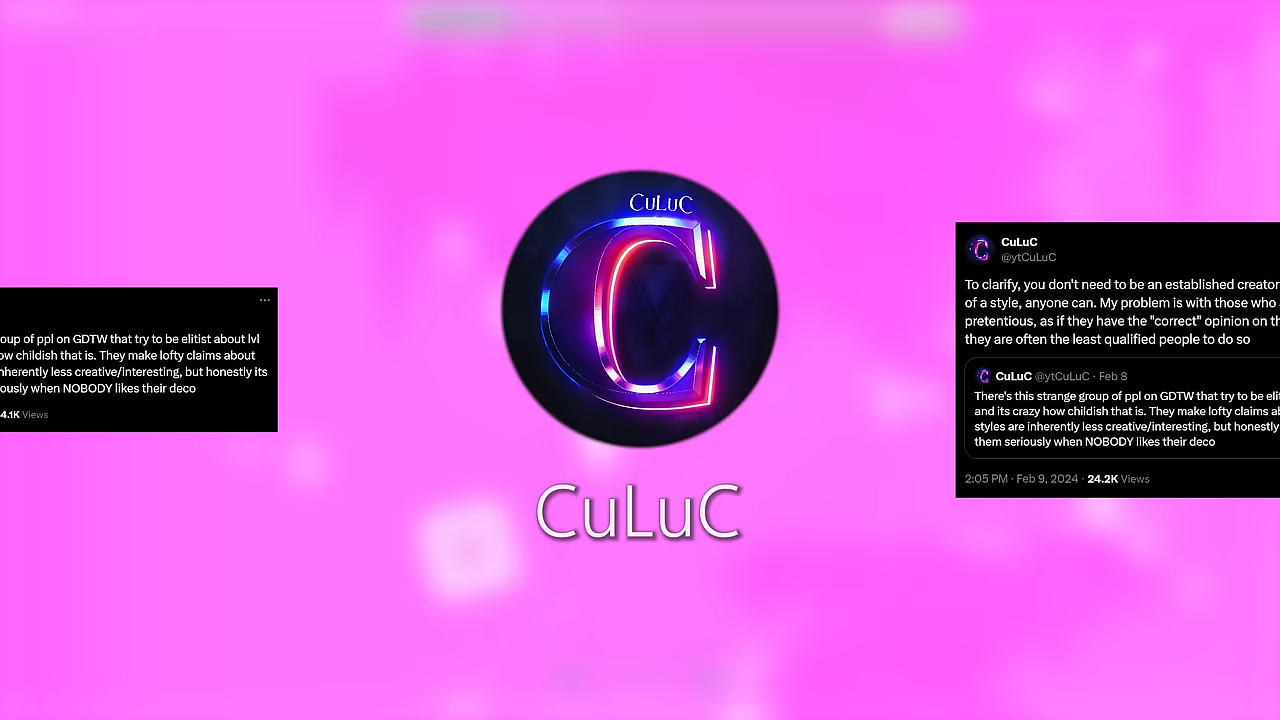 CuLuC
CuLuC
...
oup of ppl on GDTW that try to be elitist about lvl
ow childish that is. They make lofty claims about
nherently less creative/interesting, but honestly its
ously when NOBODY likes their deco
4.1K Views
CuLuC
@ytCuLuC
To clarify, you don't need to be an established creator
of a style, anyone can. My problem is with those who
pretentious, as if they have the "correct" opinion on th
they are often the least qualified people to do so
CuLuC @ytCuLuC · Feb 8
There's this strange group of ppl on GDTW that try to be elit
and its crazy how childish that is. They make lofty claims ab
styles are inherently less creative/interesting, but honestly
them seriously when NOBODY likes their deco
2:05 PM · Feb 9, 2024 · 24.2K Views